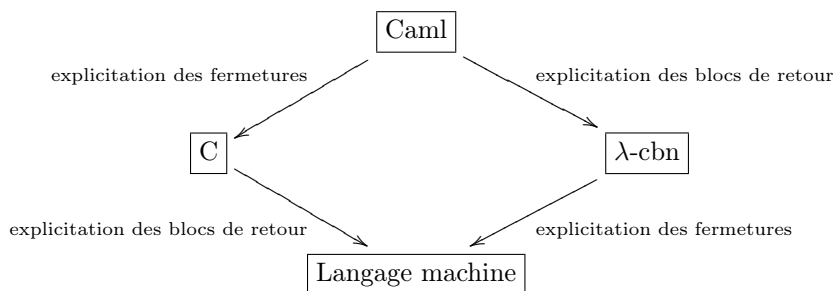 Caml
explicitation des fermetures
explicitation des blocs de retour
C
λ-cbn
explicitation des blocs de retour
explicitation des fermetures
Langage machine